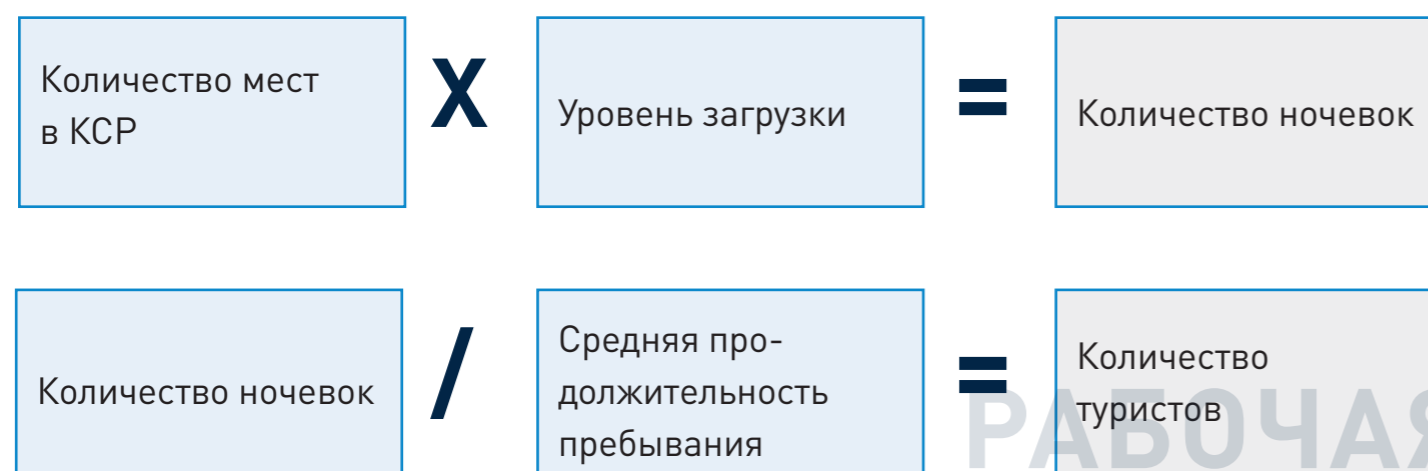 Количество мест
в КСР
X
Уровень загрузки
=
Количество ночевок
Количество ночевок
/
Средняя про-
должительность
пребывания
=
Количество
туристов
РАБОЧАЯ